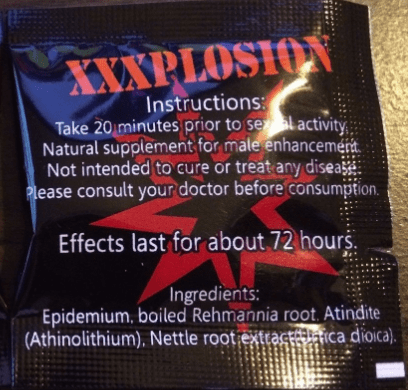 XXXPLOSION
Instructions:
Take 20 minutes prior to sexual activity.
Natural supplement for male enhancement.
Not intended to cure or treat any disease.
Please consult your doctor before consumption.
Effects last for about 72 hours.
Ingredients:
Epidemium, boiled Rehmannia root. Atindite
(Athinolithium), Nettle root extract(Urtica dioica).